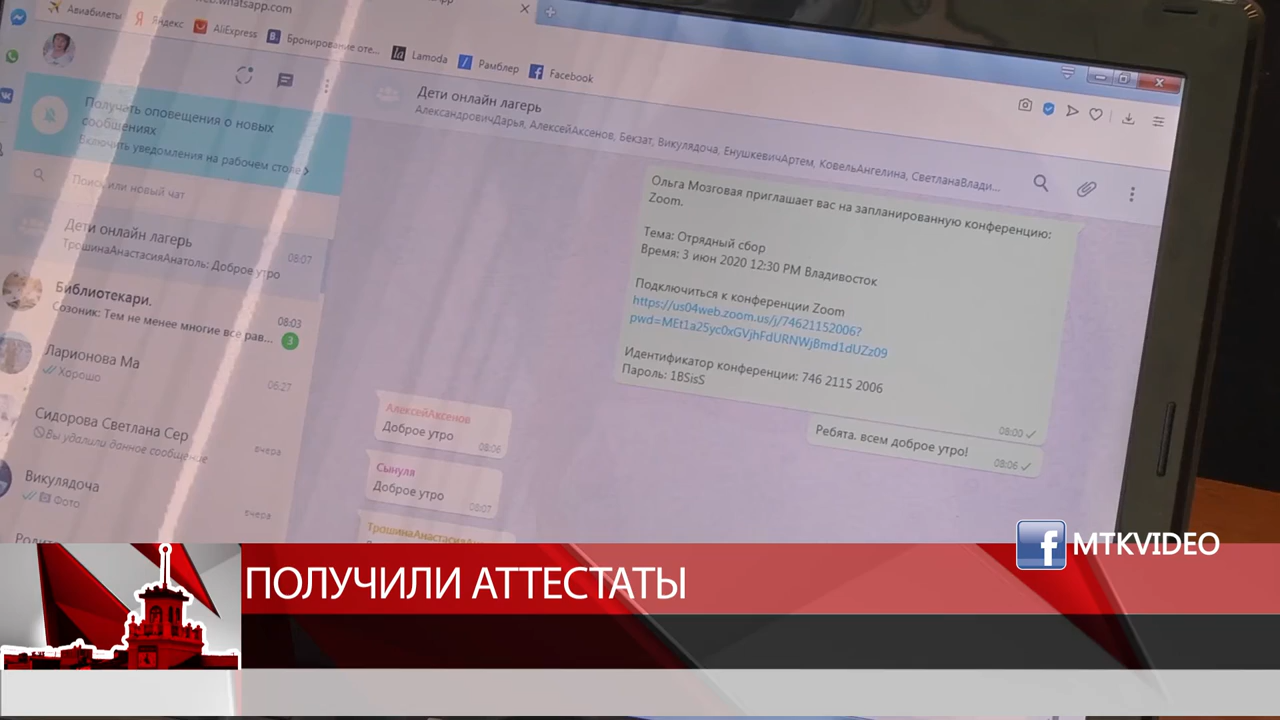 web.whatsapp.com
Авиабилеты
Яндекс
AliExpress
Бронирование оте...
Lamoda
Рамблер
Facebook
Получать оповещения о новых
сообщениях
Включить уведомления на рабочем столе >
Поиск или новый чат
Дети онлайн лагерь
08:07
ТрошинаАнастасияАнатоль: Доброе утро
Библиотекари.
08:03
Созоник: Тем не менее многие все рав...
3
Ларионова Ма
06:27
Хорошо
Сидорова Светлана Сер
вчера
Вы удалили данное сообщение
Викулядоча
вчера
Фото
Дети онлайн лагерь
АлександровичДарья, АлексейАксенов, Бекзат, Викулядоча, ЕнушкевичАртем, КовельАнгелина, СветланаВлади...
Ольга Мозговая приглашает вас на запланированную конференцию:
Zoom.
Тема: Отрядный сбор
Время: 3 июн 2020 12:30 PM Владивосток
Подключиться к конференции Zoom
https://us04web.zoom.us/j/74621152006?
pwd=MEt1a25yc0xGVjhFdURNWjBmd1dUZz09
Идентификатор конференции: 746 2115 2006
Пароль: 1BSisS
08:00
Ребята, всем доброе утро!
08:06
АлексейАксенов
Доброе утро
08:06
Сынуля
Доброе утро
08:07
MTKVIDEO
ПОЛУЧИЛИ АТТЕСТАТЫ